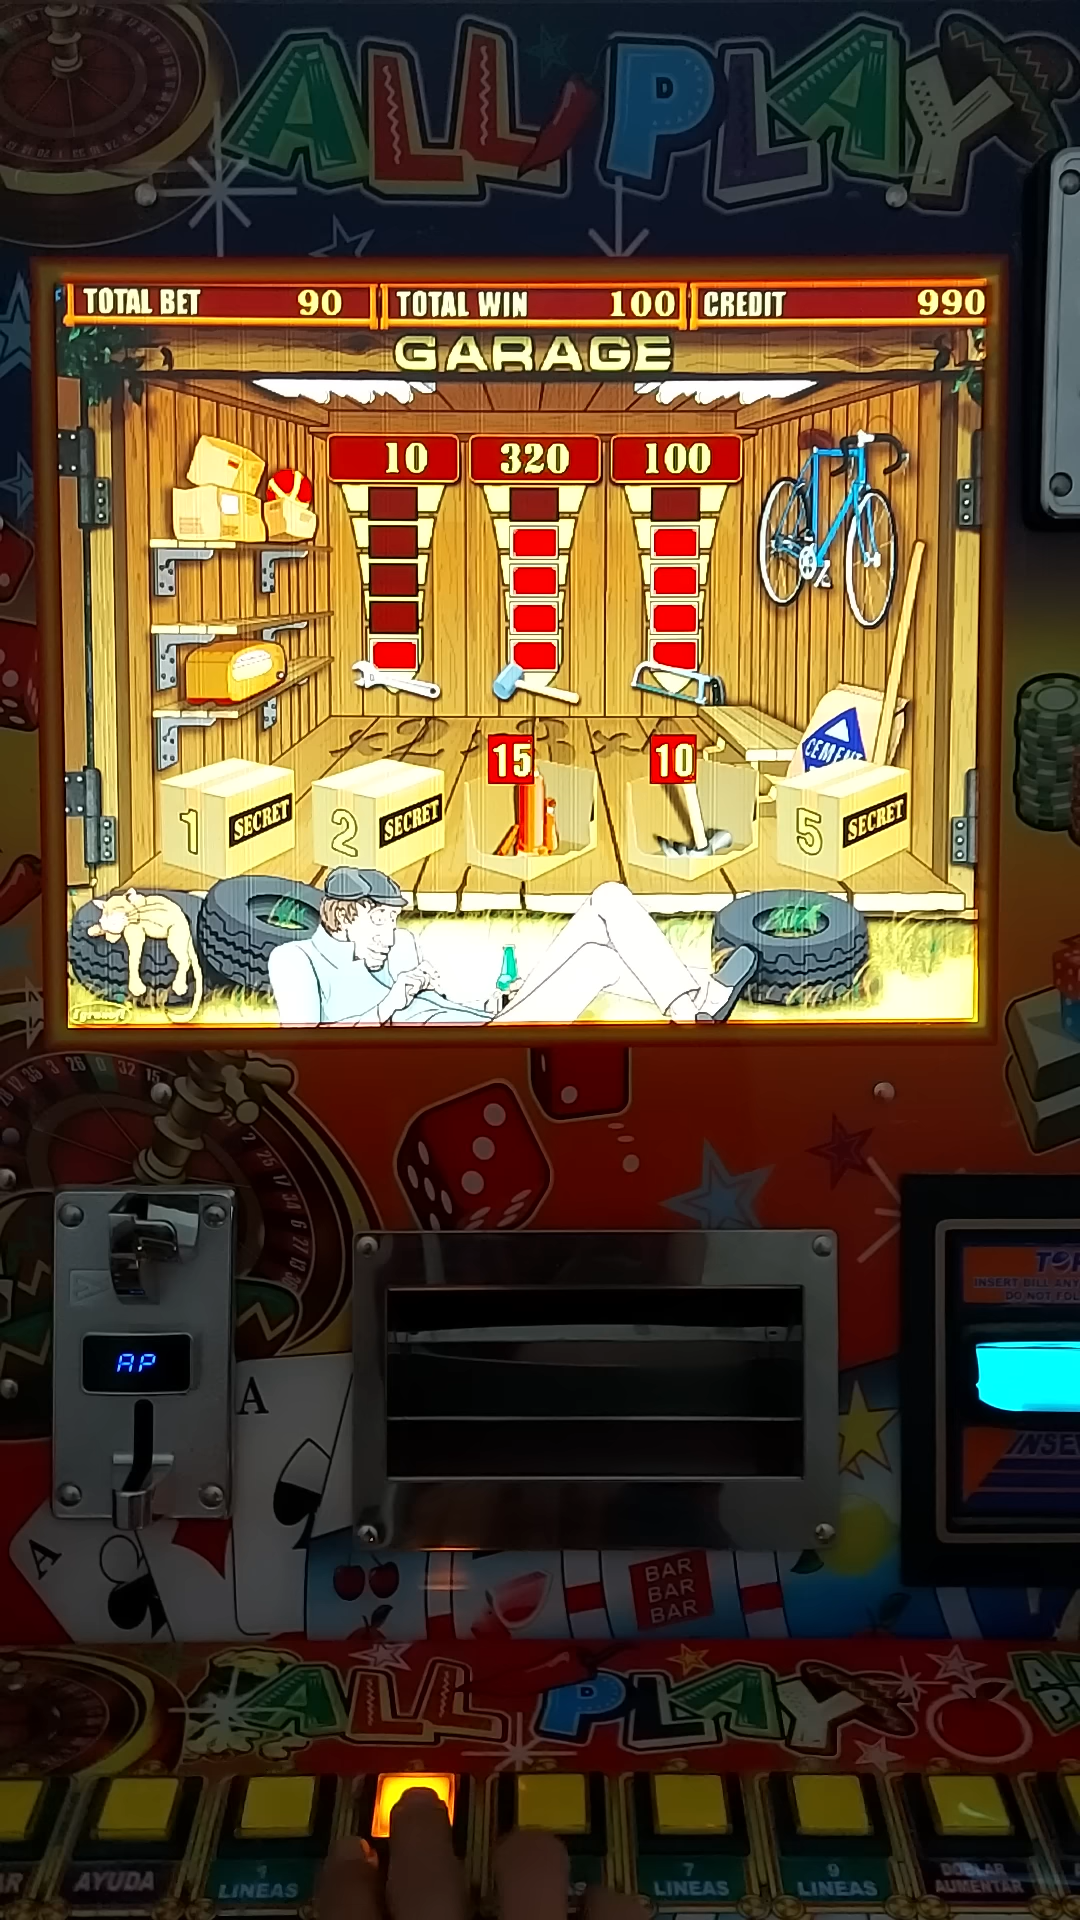 ALL PLAY
TOTAL BET 90 TOTAL WIN 100 CREDIT 990
GARAGE
10 320 100
CEMENT
15 10
1 SECRET 2 SECRET 5 SECRET
AP
A
A
BAR
BAR
BAR
ALL PLAY
AYUDA
LINEAS
7
LINEAS
9
LINEAS
DOBLAR
AUMENTAR